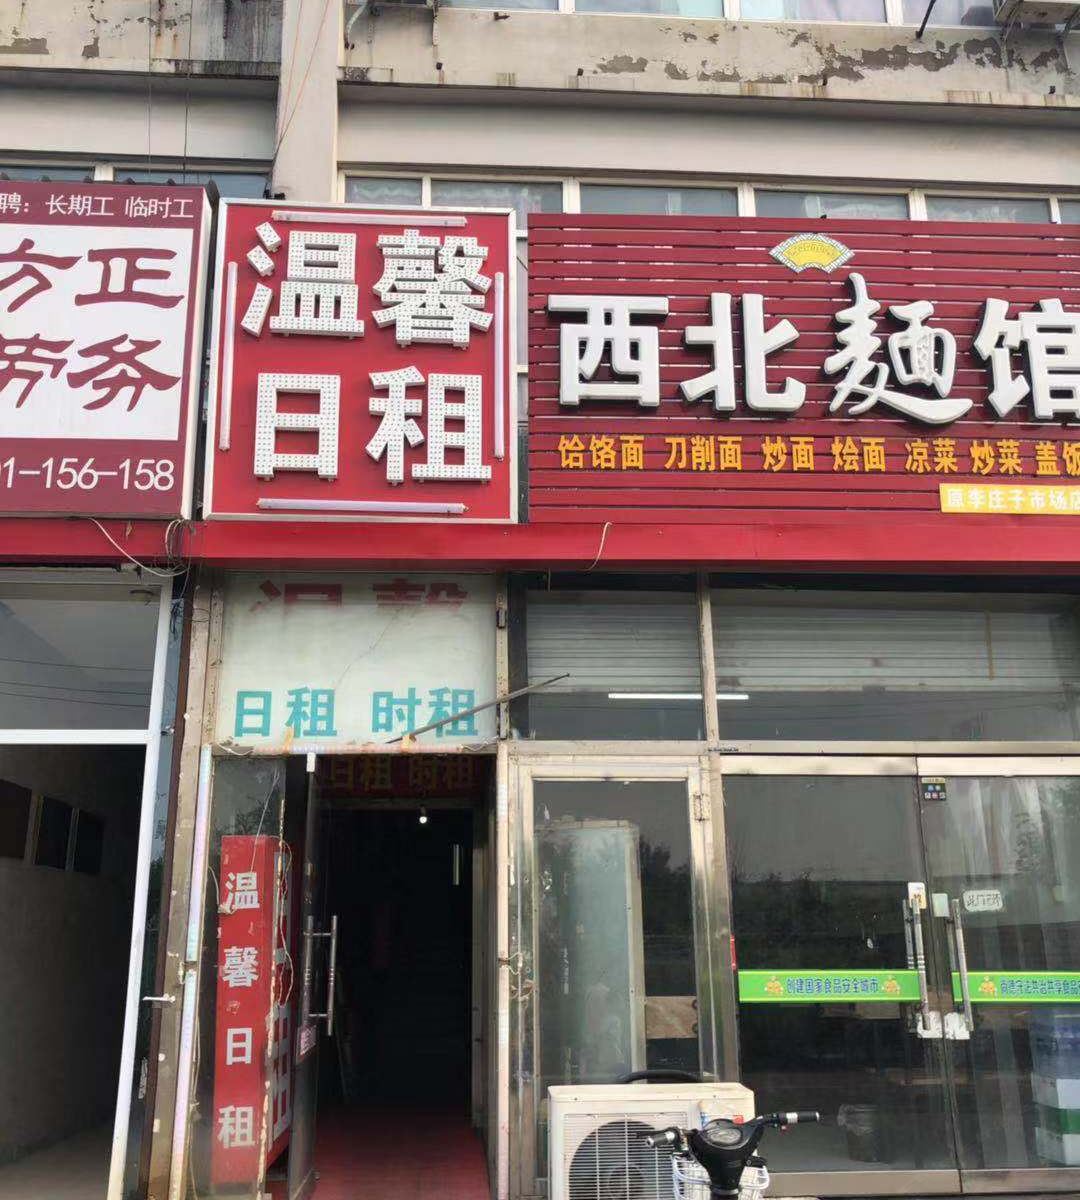 聘：长期工 临时工
方正
劳务
01-156-158
温馨
日租
西北麵馆
饸饹面 刀削面 炒面 烩面 凉菜 炒菜 盖饭
原李庄子市场店
温馨
日租 时租
日租 时租
温馨日租
创建国家食品安全城市